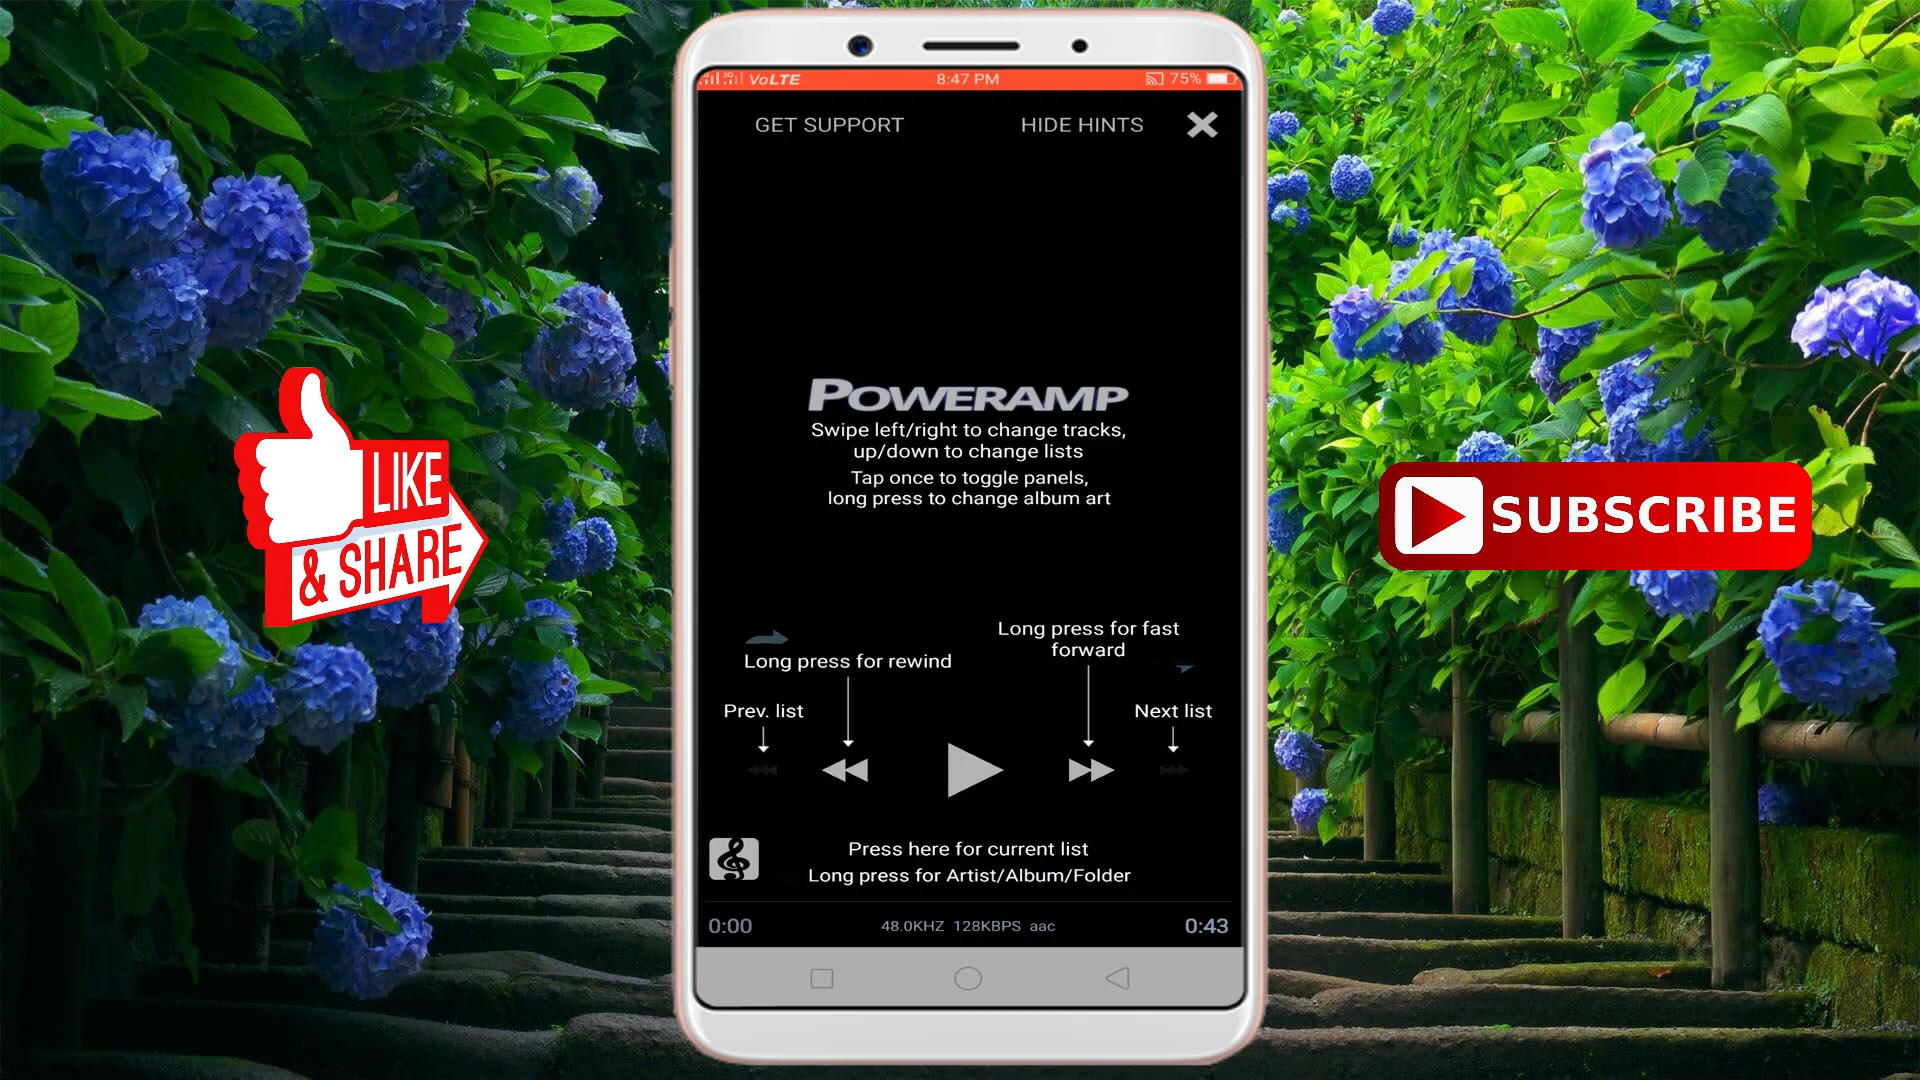 VoLTE 8:47 PM 75%
GET SUPPORT HIDE HINTS
POWERAMP
Swipe left/right to change tracks,
up/down to change lists
Tap once to toggle panels,
long press to change album art
LIKE
& SHARE
SUBSCRIBE
Long press for fast
forward
Long press for rewind
Prev. list
Next list
Press here for current list
Long press for Artist/Album/Folder
0:00 48.0KHZ 128KBPS aac 0:43